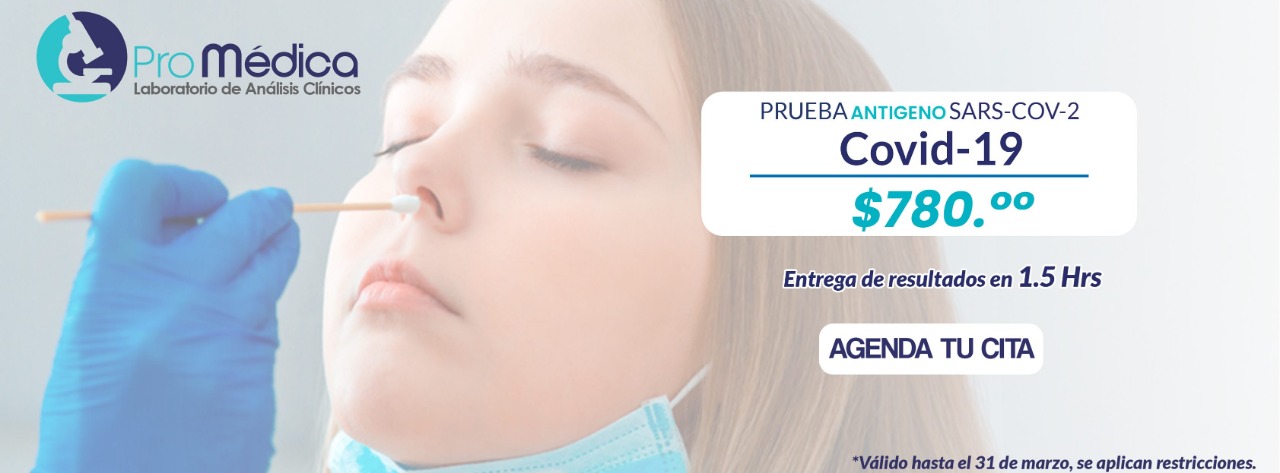 Pro Médica
Laboratorio de Análisis Clínicos
PRUEBA ANTIGENO SARS-COV-2
Covid-19
$780.ºº
Entrega de resultados en 1.5 Hrs
AGENDA TU CITA
*Válido hasta el 31 de marzo, se aplican restricciones.